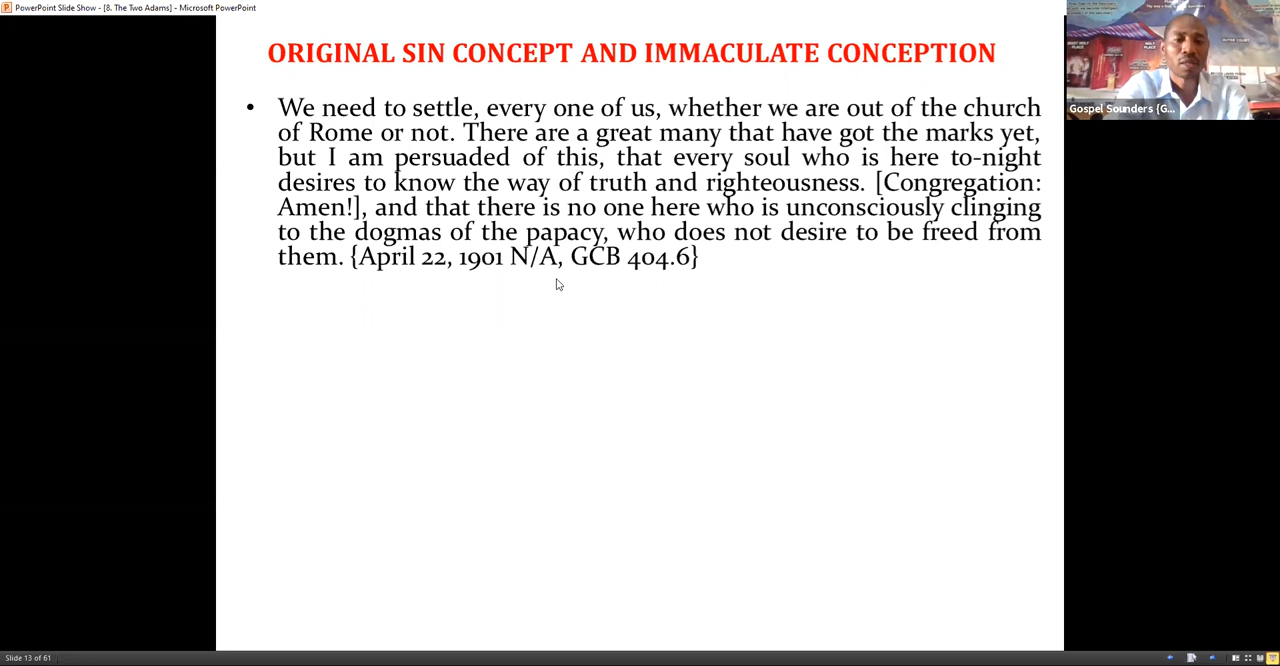 PowerPoint Slide Show - [8. The Two Adams] - Microsoft PowerPoint
ORIGINAL SIN CONCEPT AND IMMACULATE CONCEPTION
• We need to settle, every one of us, whether we are out of the church
of Rome or not. There are a great many that have got the marks yet,
but I am persuaded of this, that every soul who is here to-night
desires to know the way of truth and righteousness. [Congregation:
Amen!], and that there is no one here who is unconsciously clinging
to the dogmas of the papacy, who does not desire to be freed from
them. {April 22, 1901 N/A, GCB 404.6}
HOLY
PLACE
OUTER COURT
Gospel Sounders {G...
Slide 13 of 61